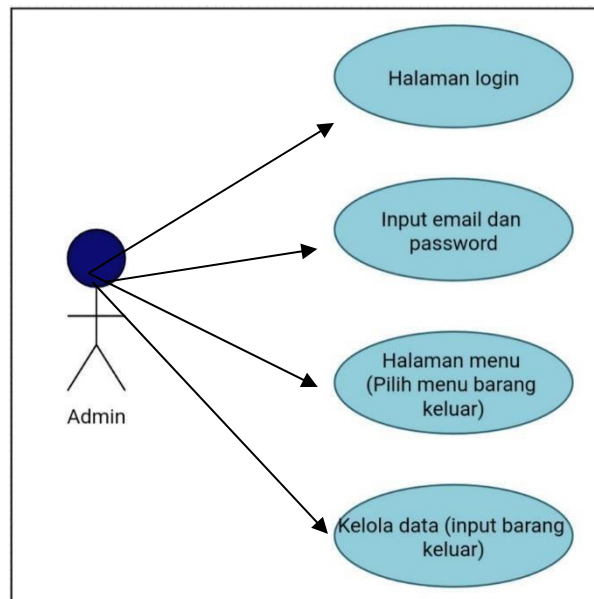 Halaman login
Input email dan
password
Halaman menu
(Pilih menu barang
keluar)
Admin
Kelola data (input barang
keluar)